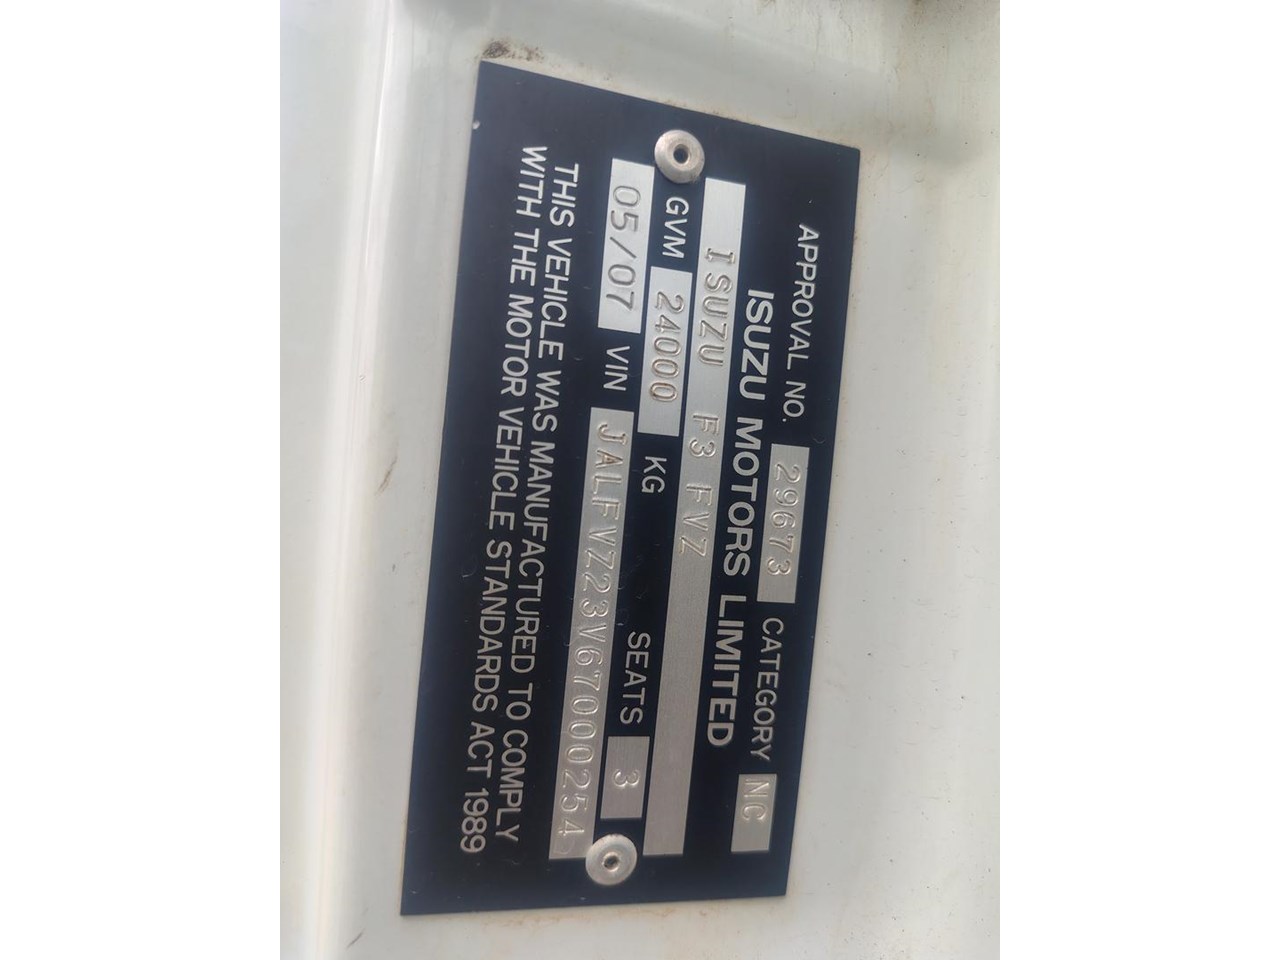 APPROVAL NO. 29673 CATEGORY NC
ISUZU MOTORS LIMITED
ISUZU F3 FVZ
GVM 24000 KG SEATS 3
05/07 VIN JALFVZ23V67000254
THIS VEHICLE WAS MANUFACTURED TO COMPLY
WITH THE MOTOR VEHICLE STANDARDS ACT 1989